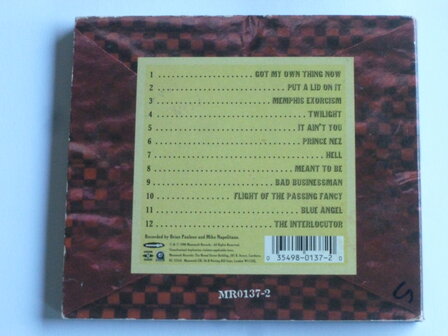 1 ........ GOT MY OWN THING NOW
2 ........ PUT A LID ON IT
3 ........ MEMPHIS EXORCISM
4 ........ TWILIGHT
5 ........ IT AIN'T YOU
6 ........ PRINCE NEZ
7 ........ HELL
8 ........ MEANT TO BE
9 ........ BAD BUSINESSMAN
10 ........ FLIGHT OF THE PASSING FANCY
11 ........ BLUE ANGEL
12 ........ THE INTERLOCUTOR
Recorded by Brian Paulson and Mike Napolitano.
0 35498-0137-2 0
MR0137-2